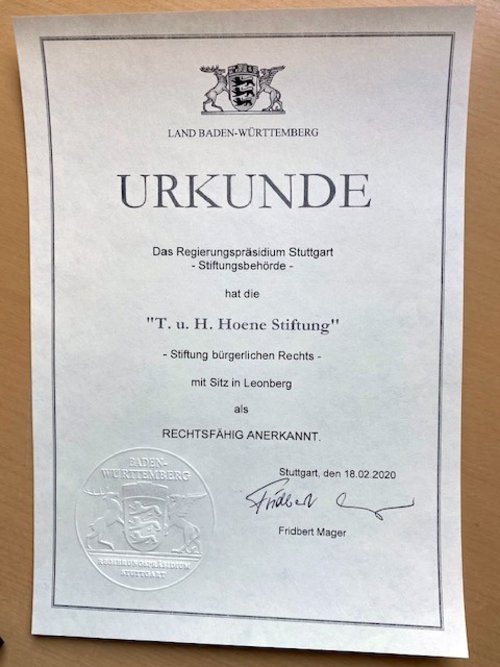 LAND BADEN-WÜRTTEMBERG
URKUNDE
Das Regierungspräsidium Stuttgart
- Stiftungsbehörde -
hat die
"T. u. H. Hoene Stiftung"
- Stiftung bürgerlichen Rechts -
mit Sitz in Leonberg
als
RECHTSFÄHIG ANERKANNT.
Stuttgart, den 18.02.2020
Fridbert
Fridbert Mager
BADEN-
WÜRTTEMBERG
REGIERUNGSPRÄSIDIUM
STUTTGART